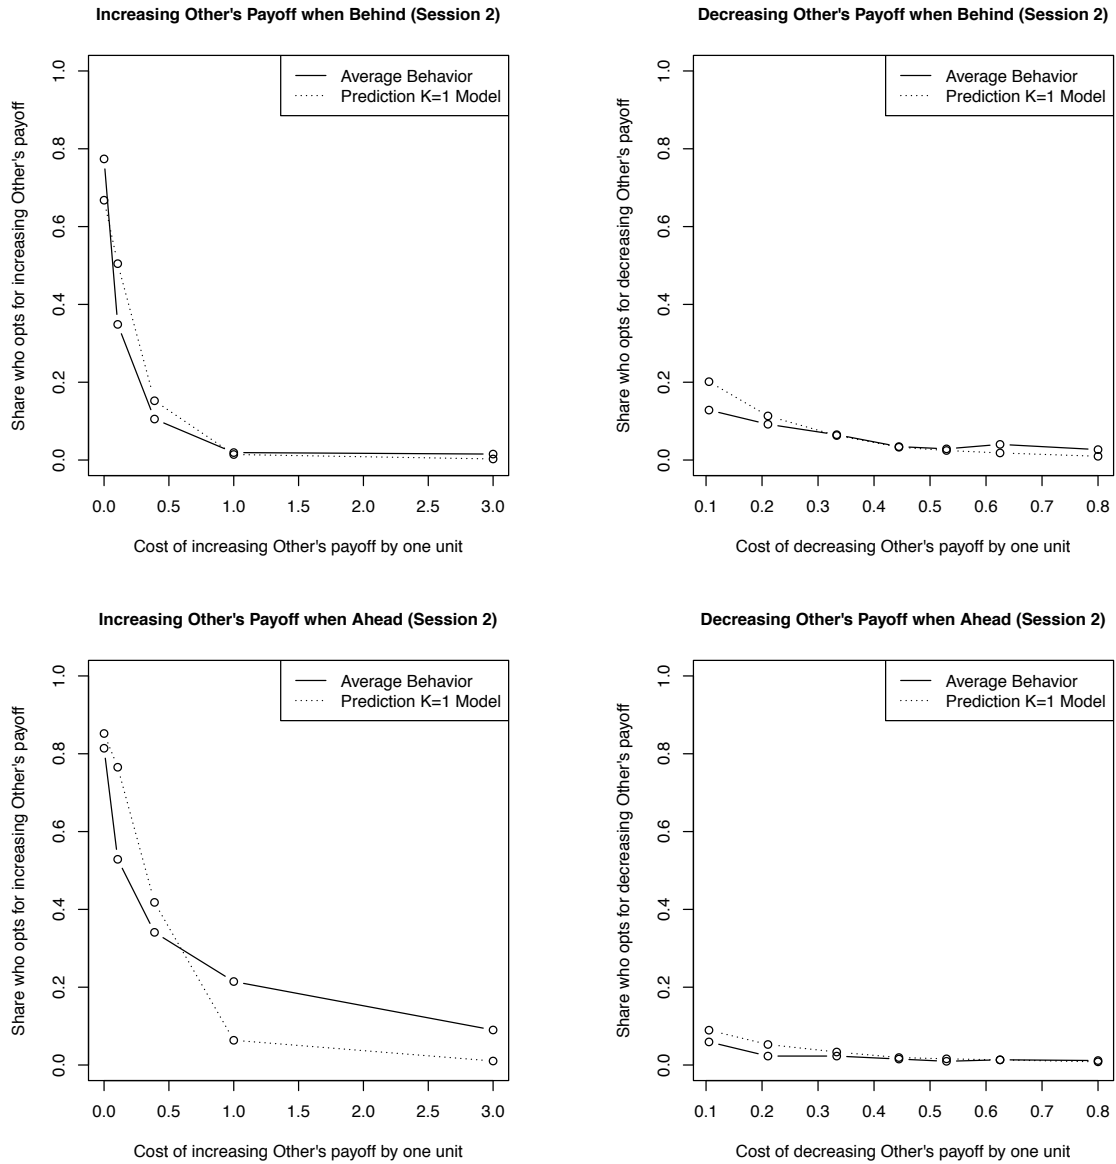 Increasing Other's Payoff when Behind (Session 2)
Share who opts for increasing Other's payoff
1.0
0.8
0.6
0.4
0.2
0.0
Average Behavior
Prediction K=1 Model
0.0 0.5 1.0 1.5 2.0 2.5 3.0
Cost of increasing Other's payoff by one unit
Decreasing Other's Payoff when Behind (Session 2)
Share who opts for decreasing Other's payoff
1.0
0.8
0.6
0.4
0.2
0.0
Average Behavior
Prediction K=1 Model
0.1 0.2 0.3 0.4 0.5 0.6 0.7 0.8
Cost of decreasing Other's payoff by one unit
Increasing Other's Payoff when Ahead (Session 2)
Share who opts for increasing Other's payoff
1.0
0.8
0.6
0.4
0.2
0.0
Average Behavior
Prediction K=1 Model
0.0 0.5 1.0 1.5 2.0 2.5 3.0
Cost of increasing Other's payoff by one unit
Decreasing Other's Payoff when Ahead (Session 2)
Share who opts for decreasing Other's payoff
1.0
0.8
0.6
0.4
0.2
0.0
Average Behavior
Prediction K=1 Model
0.1 0.2 0.3 0.4 0.5 0.6 0.7 0.8
Cost of decreasing Other's payoff by one unit